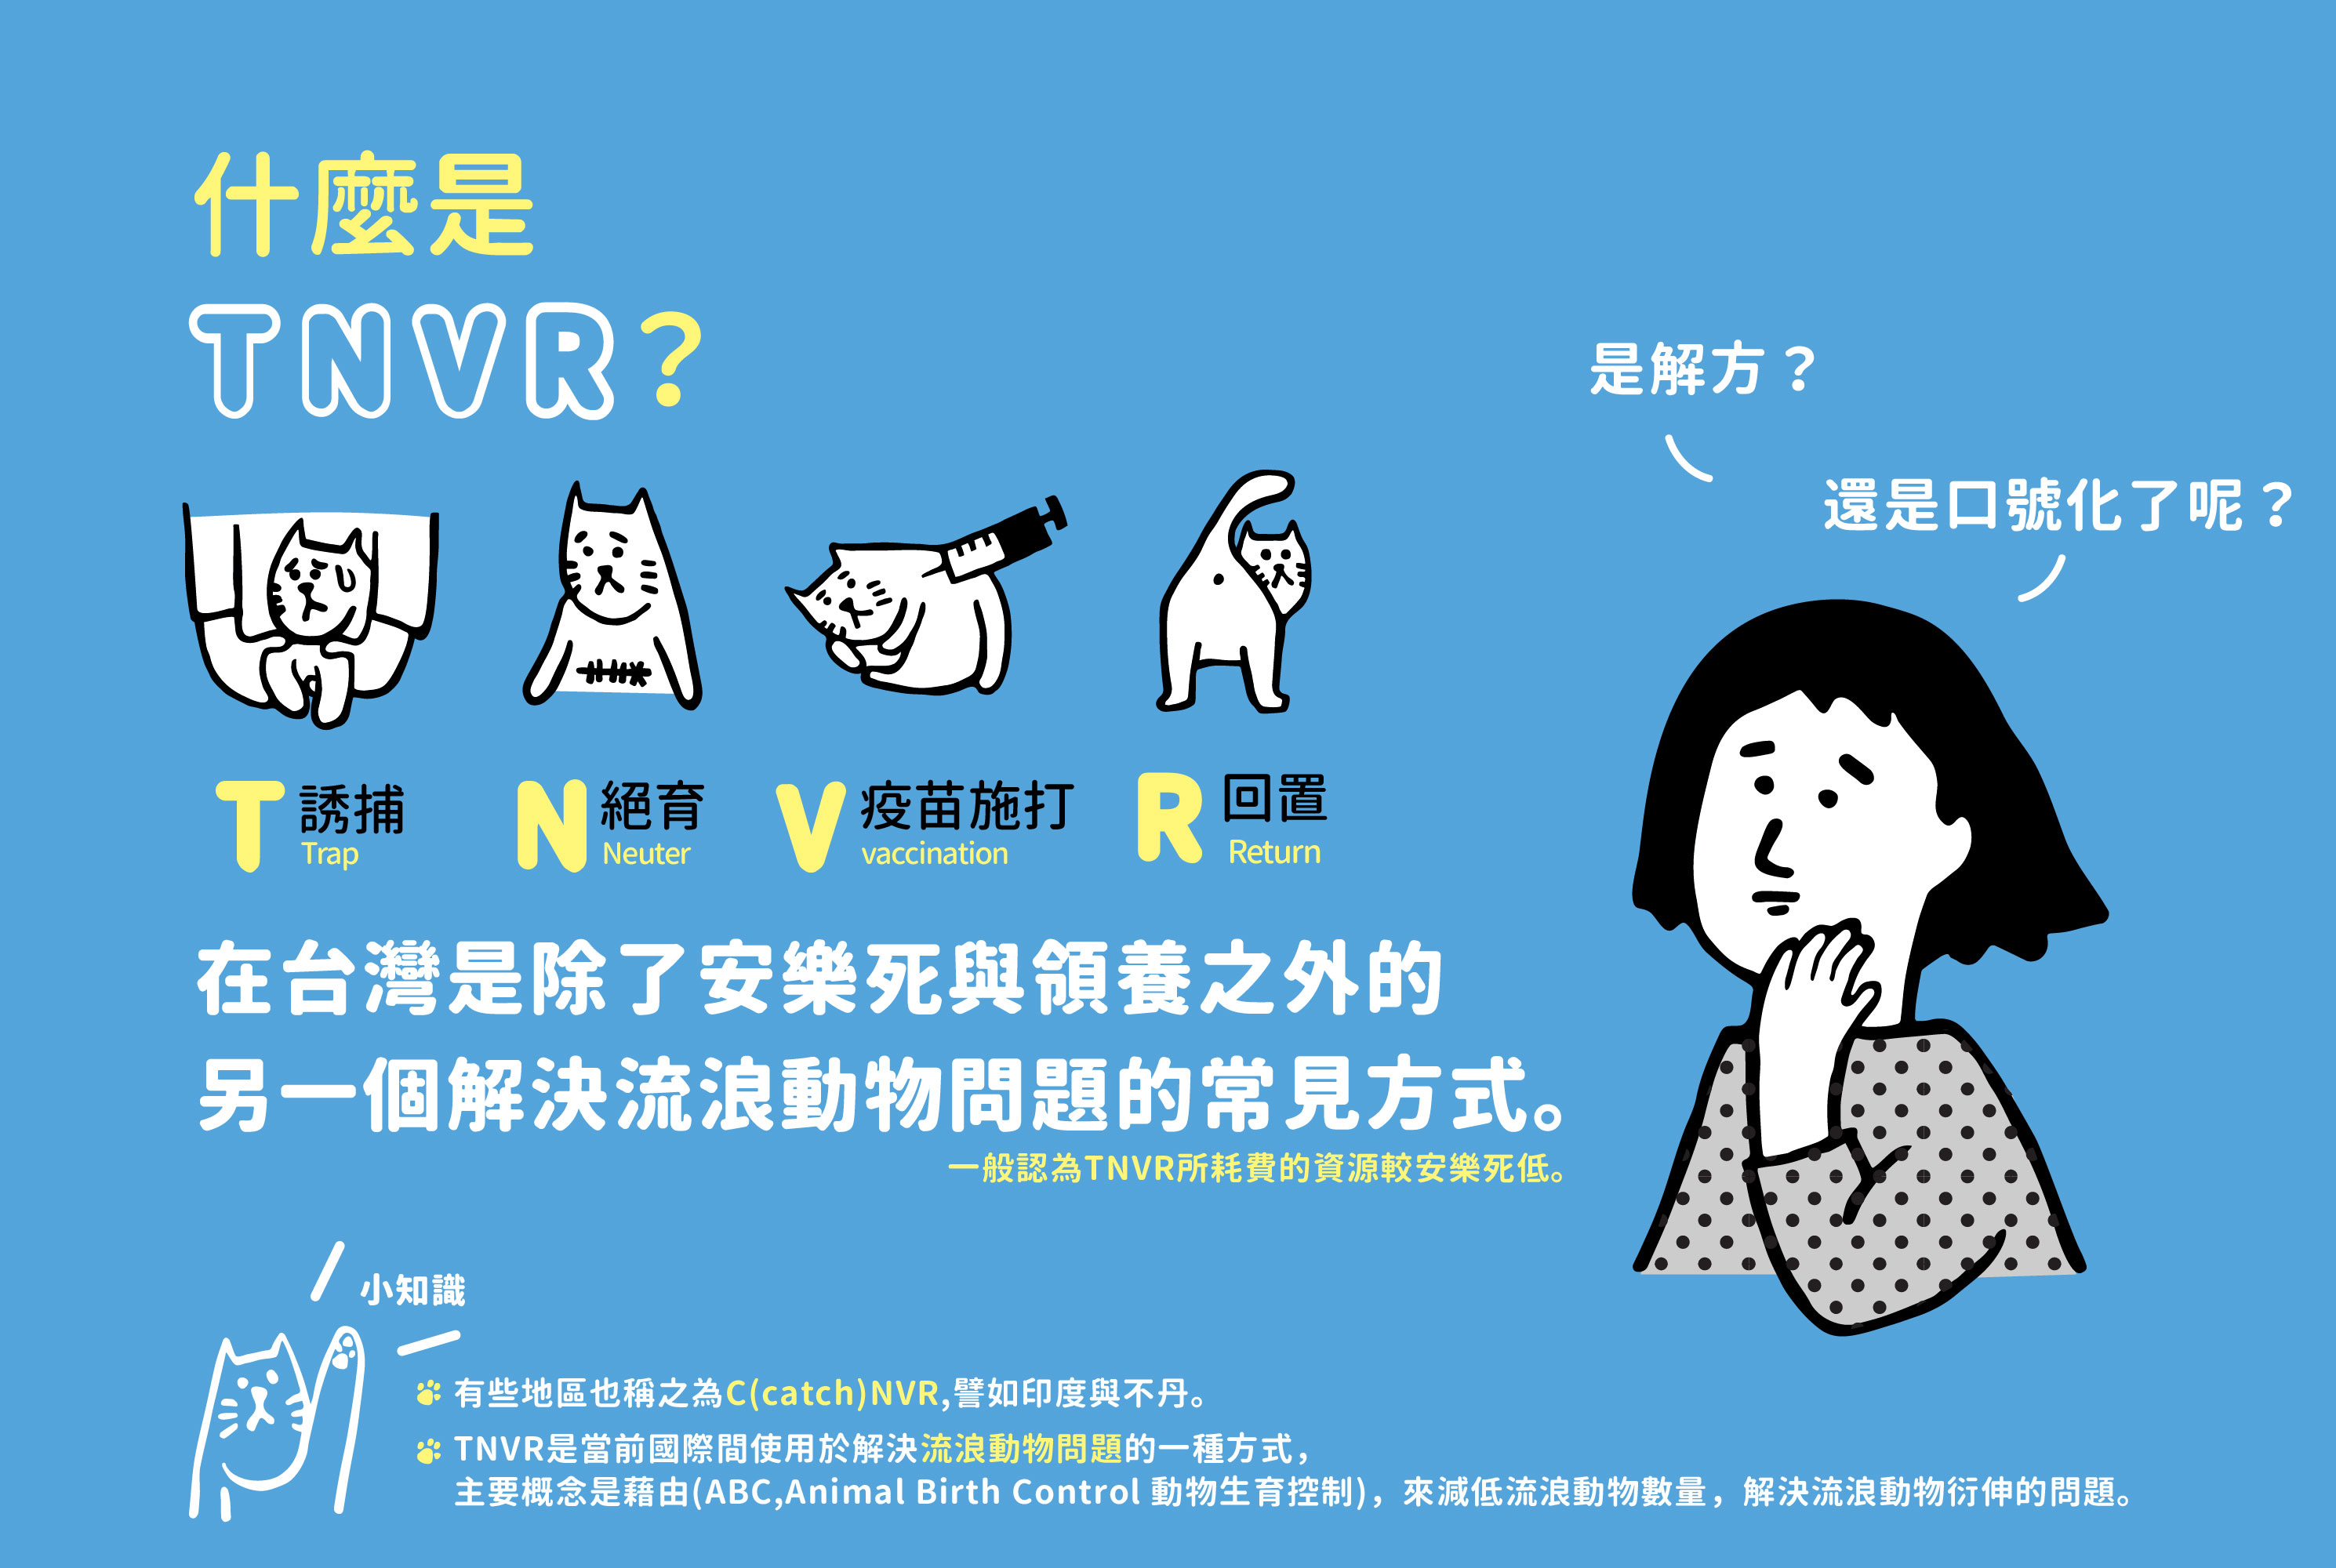 什麼是
TNVR?
是解方？
還是口號化了呢？
T 誘捕
Trap
N 絕育
Neuter
V 疫苗施打
vaccination
R 回置
Return
在台灣是除了安樂死與領養之外的
另一個解決流浪動物問題的常見方式。
一般認為TNVR所耗費的資源較安樂死低。
小知識
有些地區也稱之為C(catch)NVR,譬如印度與不丹。
TNVR是當前國際間使用於解決流浪動物問題的一種方式，
主要概念是藉由(ABC,Animal Birth Control 動物生育控制)，來減低流浪動物數量，解決流浪動物衍伸的問題。